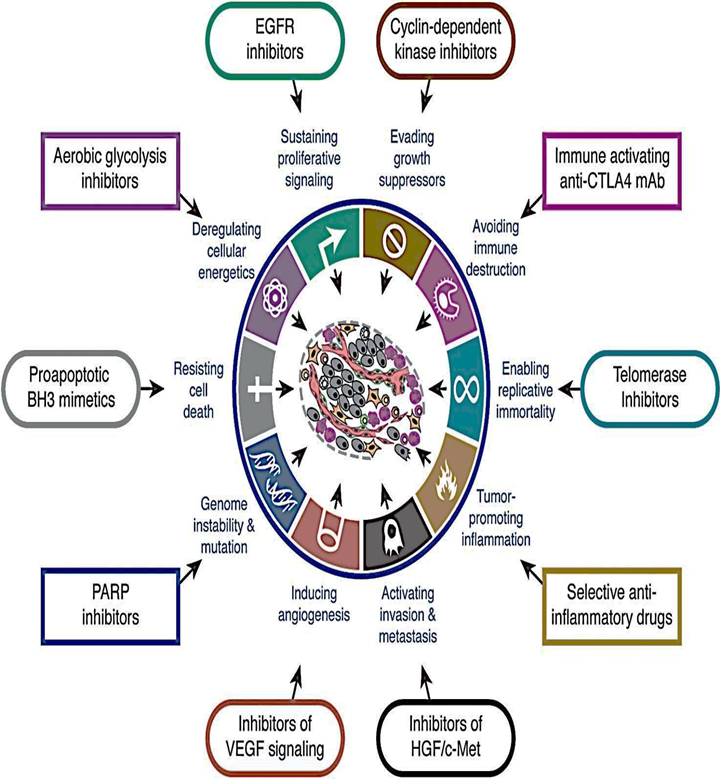 EGFR
inhibitors
Cyclin-dependent
kinase inhibitors
Sustaining
proliferative
signaling
Evading
growth
suppressors
Aerobic glycolysis
inhibitors
Immune activating
anti-CTLA4 mAb
Deregulating
cellular
energetics
Avoiding
immune
destruction
Proapoptotic
BH3 mimetics
Resisting
cell
death
Enabling
replicative
immortality
Telomerase
Inhibitors
Genome
instability &
mutation
Tumor-
promoting
inflammation
PARP
inhibitors
Inducing
angiogenesis
Activating
invasion &
metastasis
Selective anti-
inflammatory drugs
Inhibitors of
VEGF signaling
Inhibitors of
HGF/c-Met